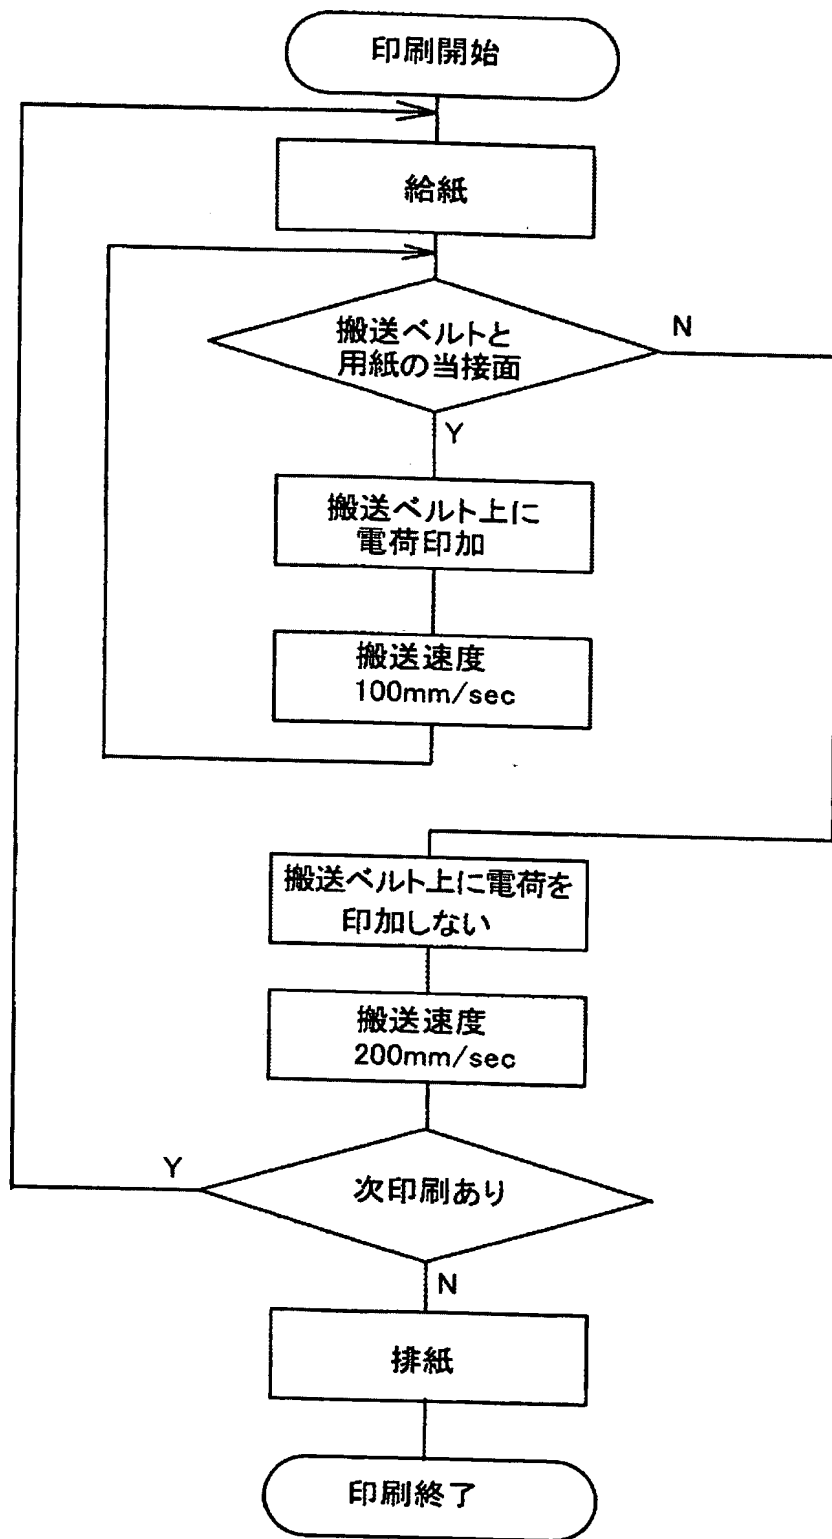 印刷開始
給紙
搬送ベルトと
用紙の当接面
N
Y
搬送ベルト上に
電荷印加
搬送速度
100mm/sec
搬送ベルト上に電荷を
印加しない
搬送速度
200mm/sec
Y
次印刷あり
N
排紙
印刷終了